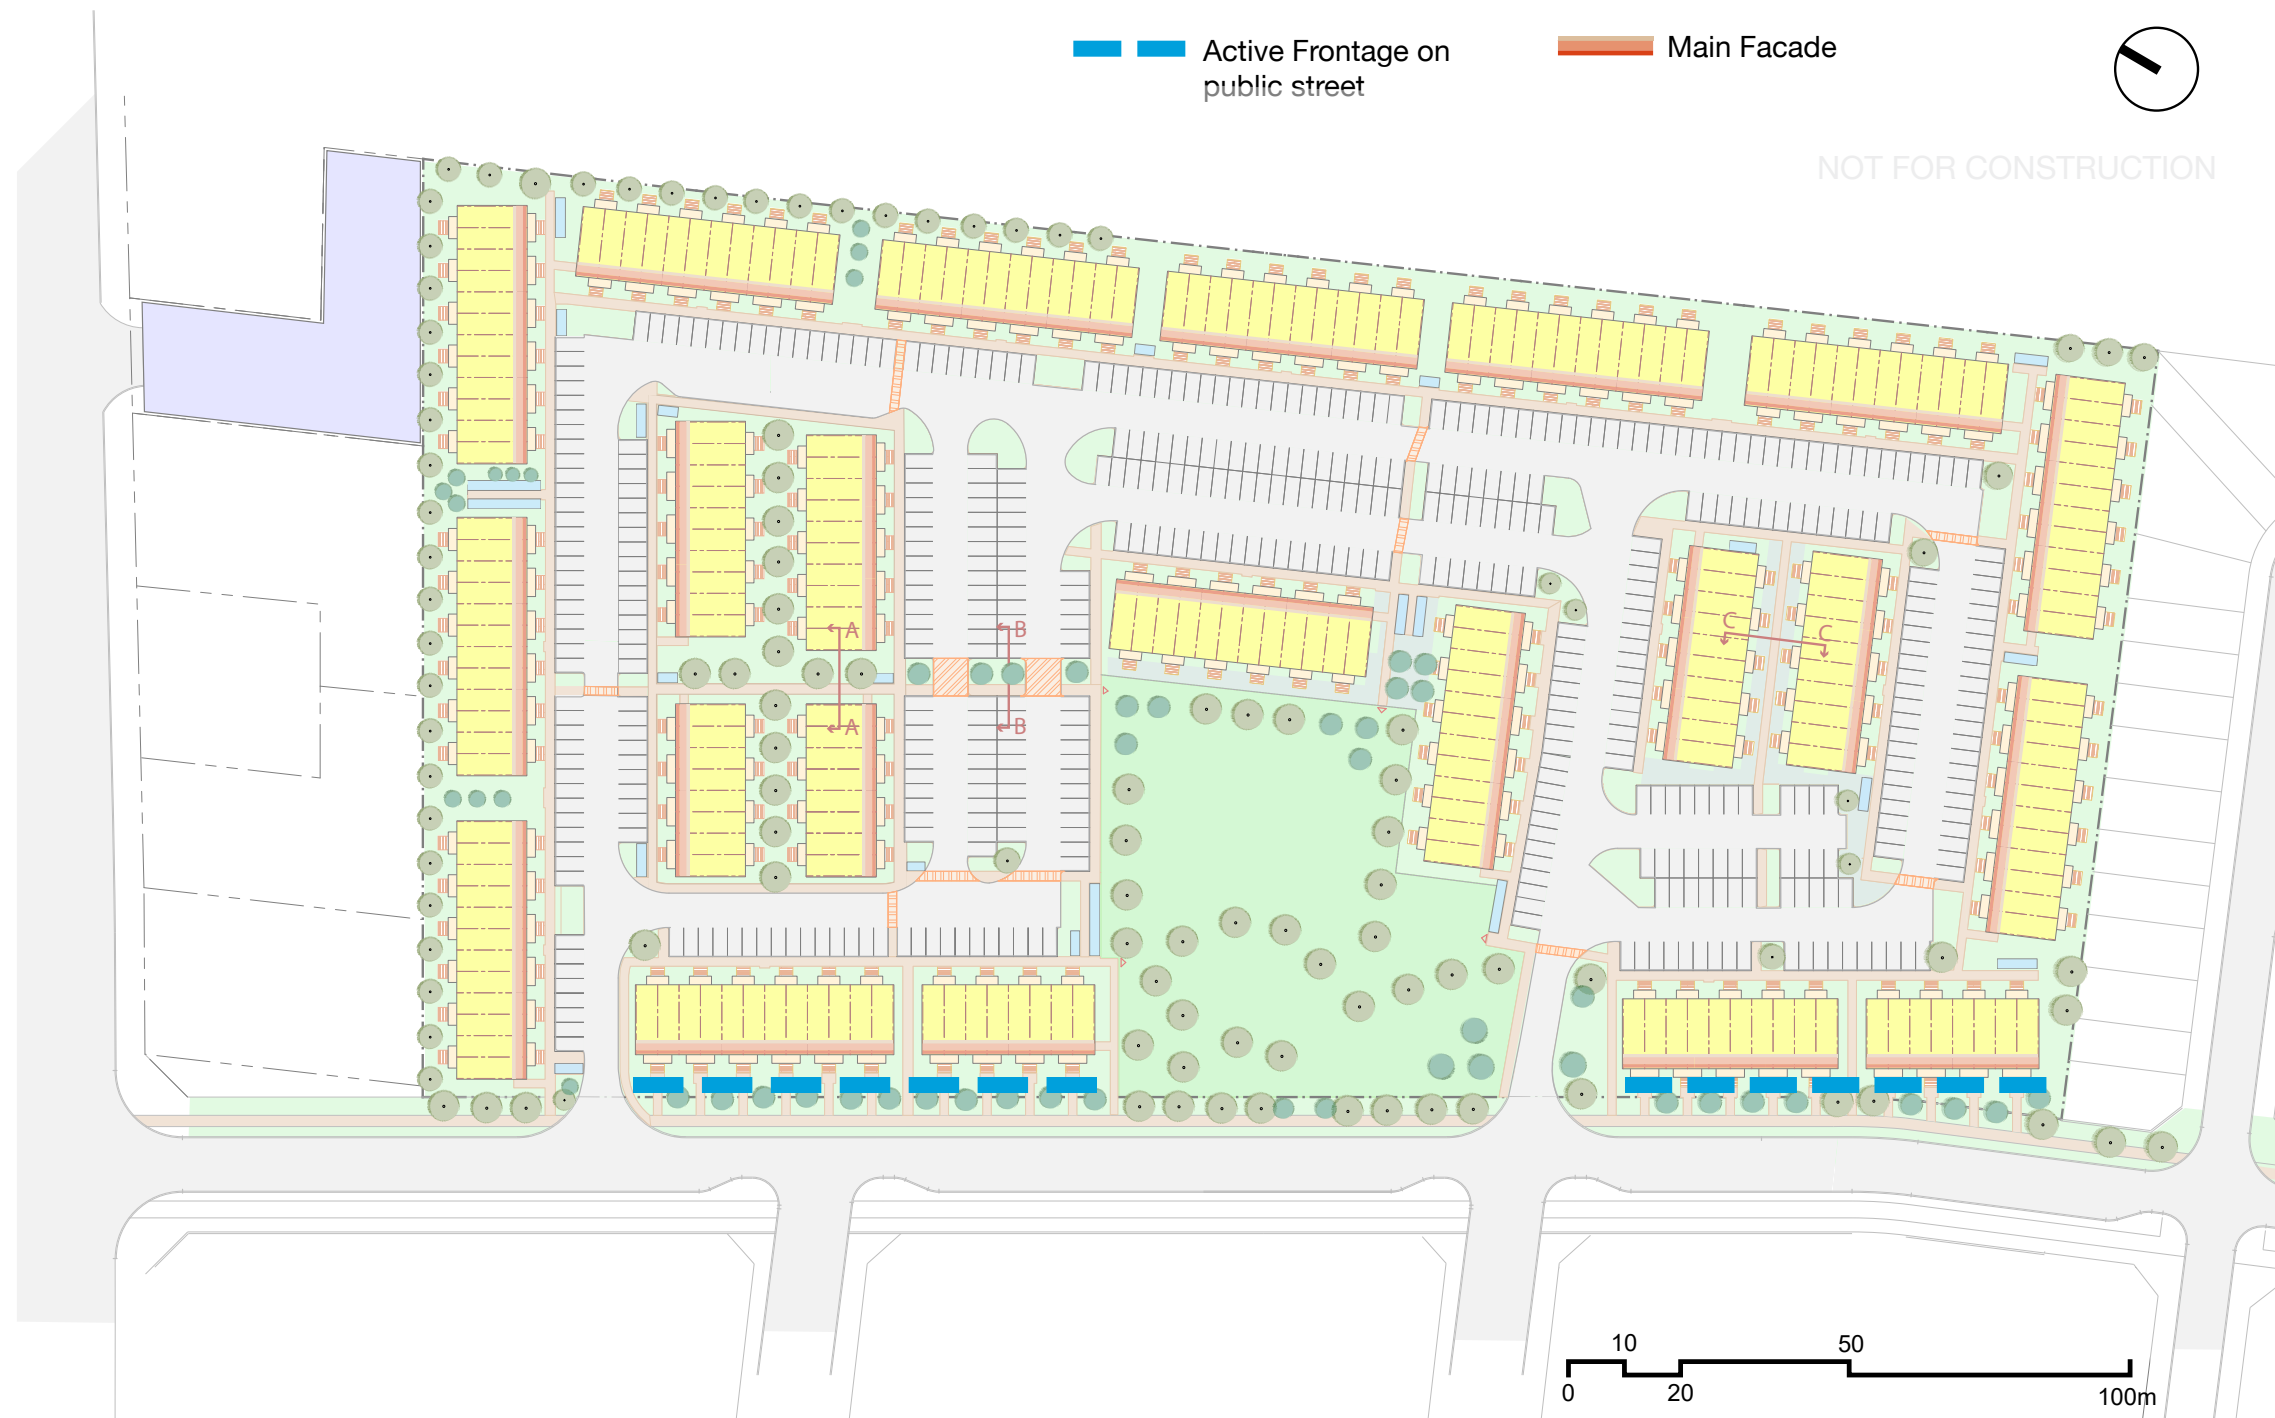 Active Frontage on
public street
Main Facade
NOT FOR CONSTRUCTION
A
B
C
C
A
B
10
50
0
20
100m